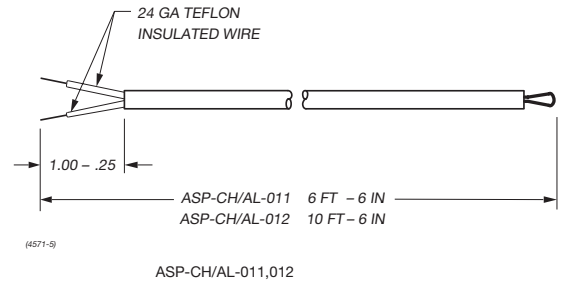 24 GA TEFLON
INSULATED WIRE
1.00 – .25
ASP-CH/AL-011 6 FT – 6 IN
ASP-CH/AL-012 10 FT – 6 IN
(4571-5)
ASP-CH/AL-011,012